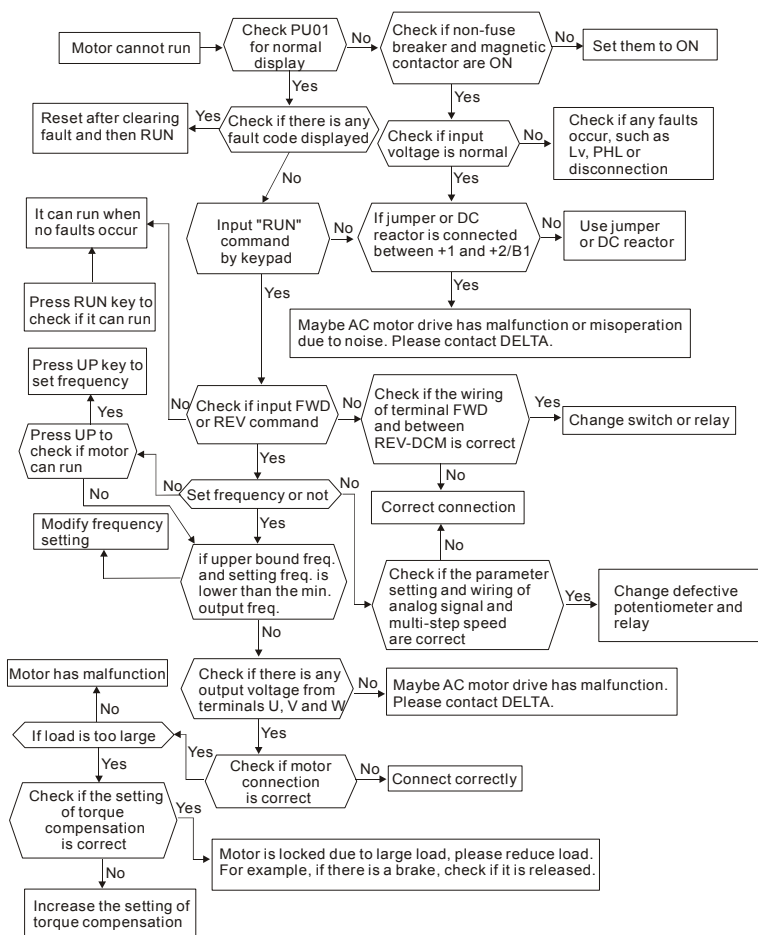 Motor cannot run
Check PU01
for normal
display
No
Check if non-fuse
breaker and magnetic
contactor are ON
No
Set them to ON
Yes
Yes
Reset after clearing
fault and then RUN
Yes
Check if there is any
fault code displayed
Check if input
voltage is normal
No
Check if any faults
occur, such as
Lv, PHL or
disconnection
No
Yes
It can run when
no faults occur
Input "RUN"
command
by keypad
No
If jumper or DC
reactor is connected
between +1 and +2/B1
No
Use jumper
or DC reactor
Press RUN key to
check if it can run
Yes
Yes
Maybe AC motor drive has malfunction or misoperation
due to noise. Please contact DELTA.
Press UP key to
set frequency
Yes
No
Check if input FWD
or REV command
No
Check if the wiring
of terminal FWD
and between
REV-DCM is correct
Yes
Change switch or relay
Press UP to
check if motor
can run
Yes
No
No
No
Set frequency or not
No
Correct connection
Modify frequency
setting
Yes
No
if upper bound freq.
and setting freq. is
lower than the min.
output freq.
Check if the parameter
setting and wiring of
analog signal and
multi-step speed
are correct
Yes
Change defective
potentiometer and
relay
No
Motor has malfunction
Check if there is any
output voltage from
terminals U, V and W
No
Maybe AC motor drive has malfunction.
Please contact DELTA.
No
Yes
If load is too large
Yes
Check if motor
connection
is correct
No
Connect correctly
Yes
Check if the setting
of torque
compensation
is correct
Yes
Motor is locked due to large load, please reduce load.
For example, if there is a brake, check if it is released.
No
Increase the setting of
torque compensation